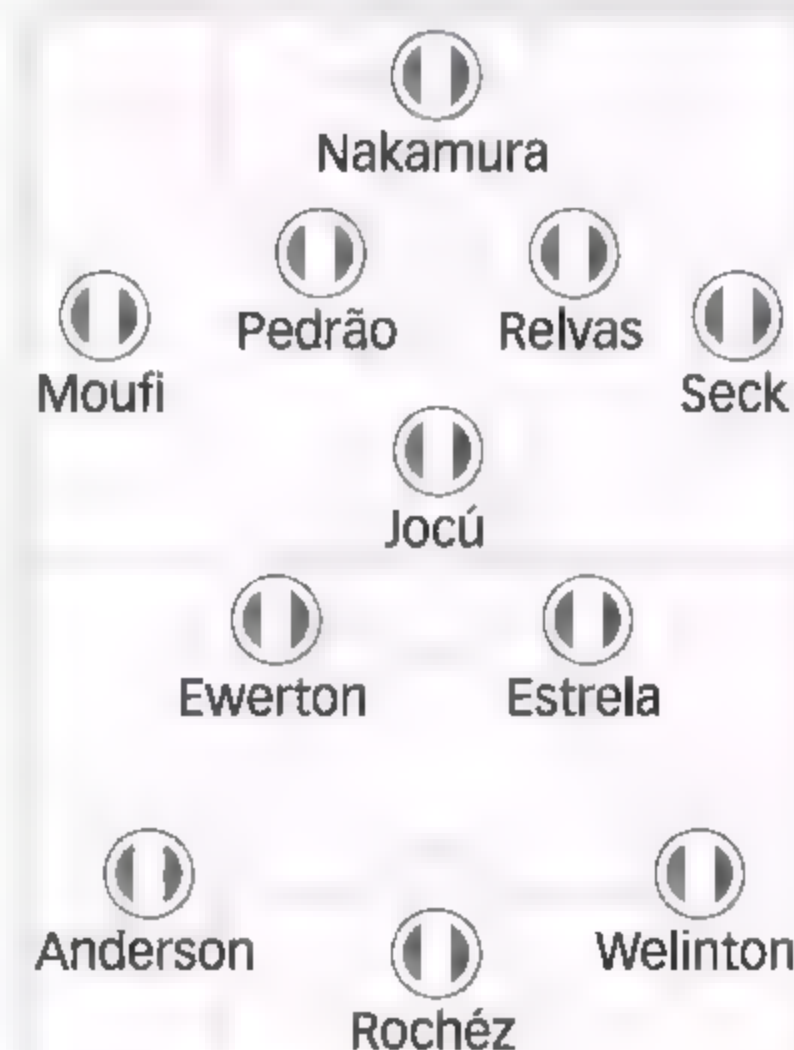 Nakamura
Pedrão
Relvas
Moufi
Seck
Jocú
Ewerton
Estrela
Anderson
Welinton
Rochéz